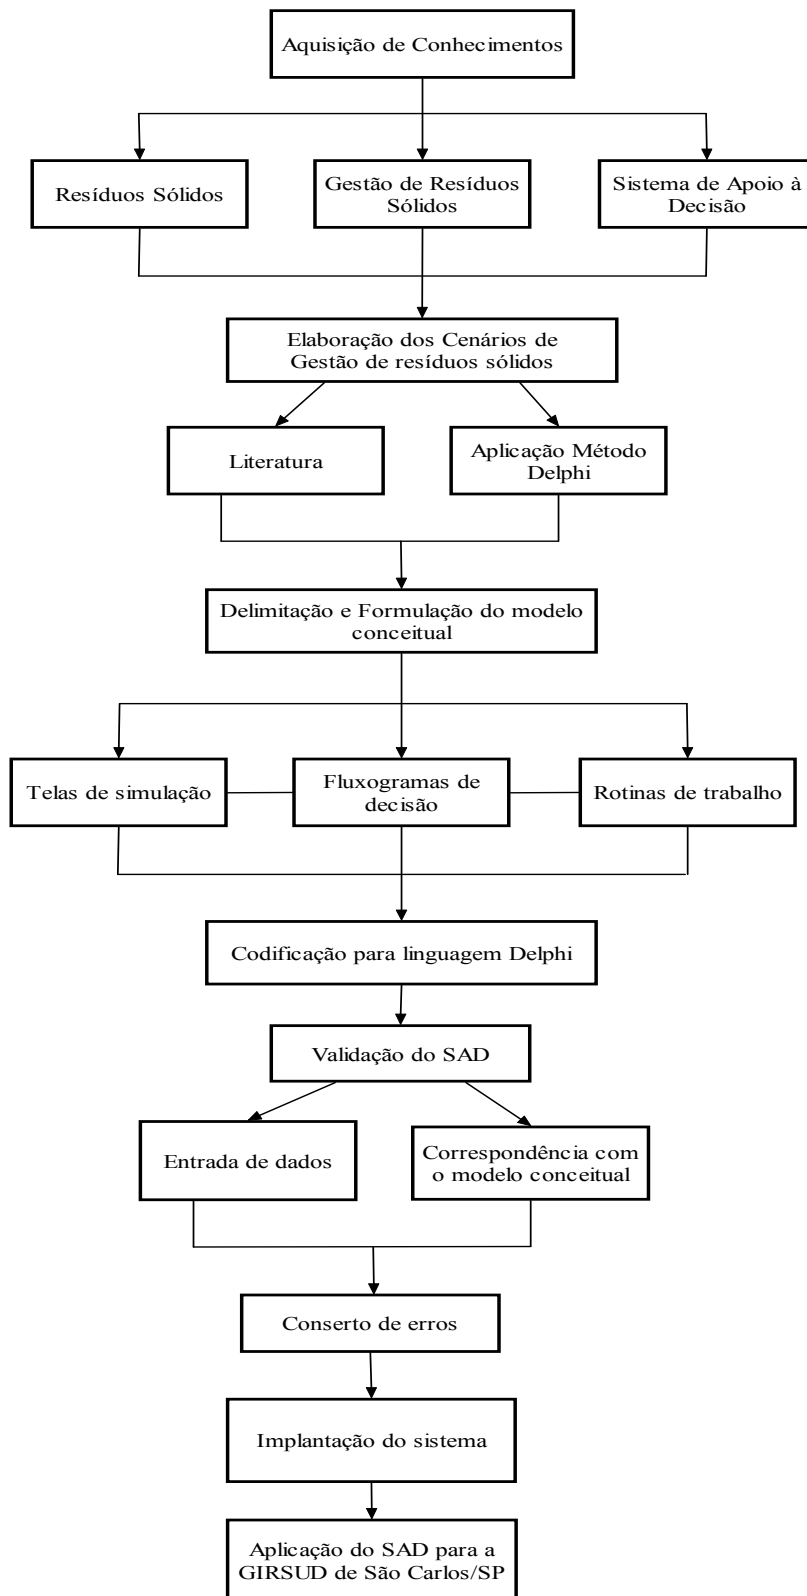 Aquisição de Conhecimentos
Resíduos Sólidos
Gestão de Resíduos
Sólidos
Sistema de Apoio à
Decisão
Elaboração dos Cenários de
Gestão de resíduos sólidos
Literatura
Aplicação Método
Delphi
Delimitação e Formulação do modelo
conceitual
Telas de simulação
Fluxogramas de
decisão
Rotinas de trabalho
Codificação para linguagem Delphi
Validação do SAD
Entrada de dados
Correspondência com
o modelo conceitual
Conserto de erros
Implantação do sistema
Aplicação do SAD para a
GIRSUD de São Carlos/SP